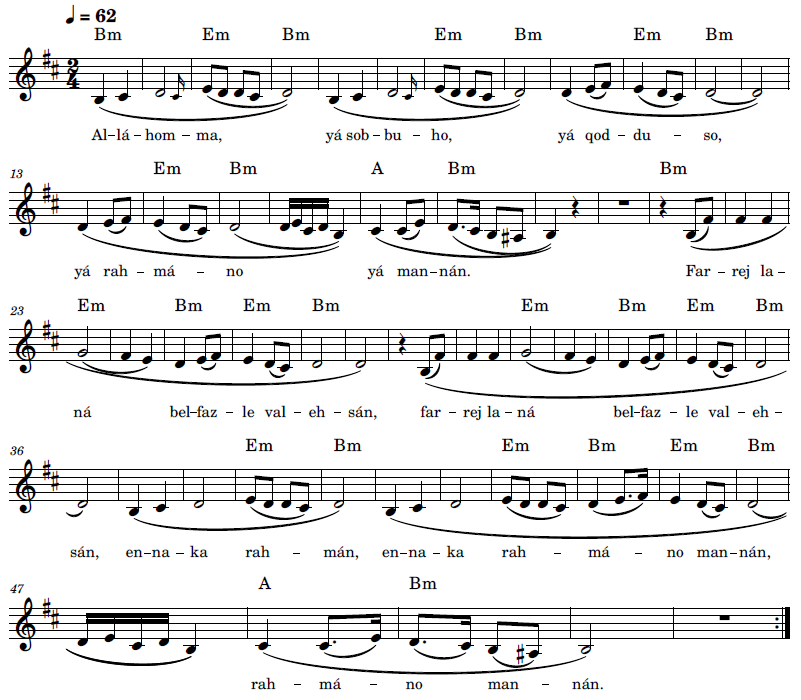 ♩ = 62
Bm Em Bm Em Bm Em Bm
2/4
Al–lá–hom – ma, yá sob–bu – ho, yá qod – du – so,
13 Em Bm A Bm Bm
yá rah – má – no yá man–nán. Far–rej la–
23 Em Bm Em Bm Em Bm Em Bm
ná bel–faz – le val – eh – sán, far–rej la – ná bel–faz – le val – eh –
36 Em Bm Em Bm Em Bm
sán, en–na – ka rah – mán, en–na – ka rah – má – no man–nán,
47 A Bm
rah – má – no man – nán.